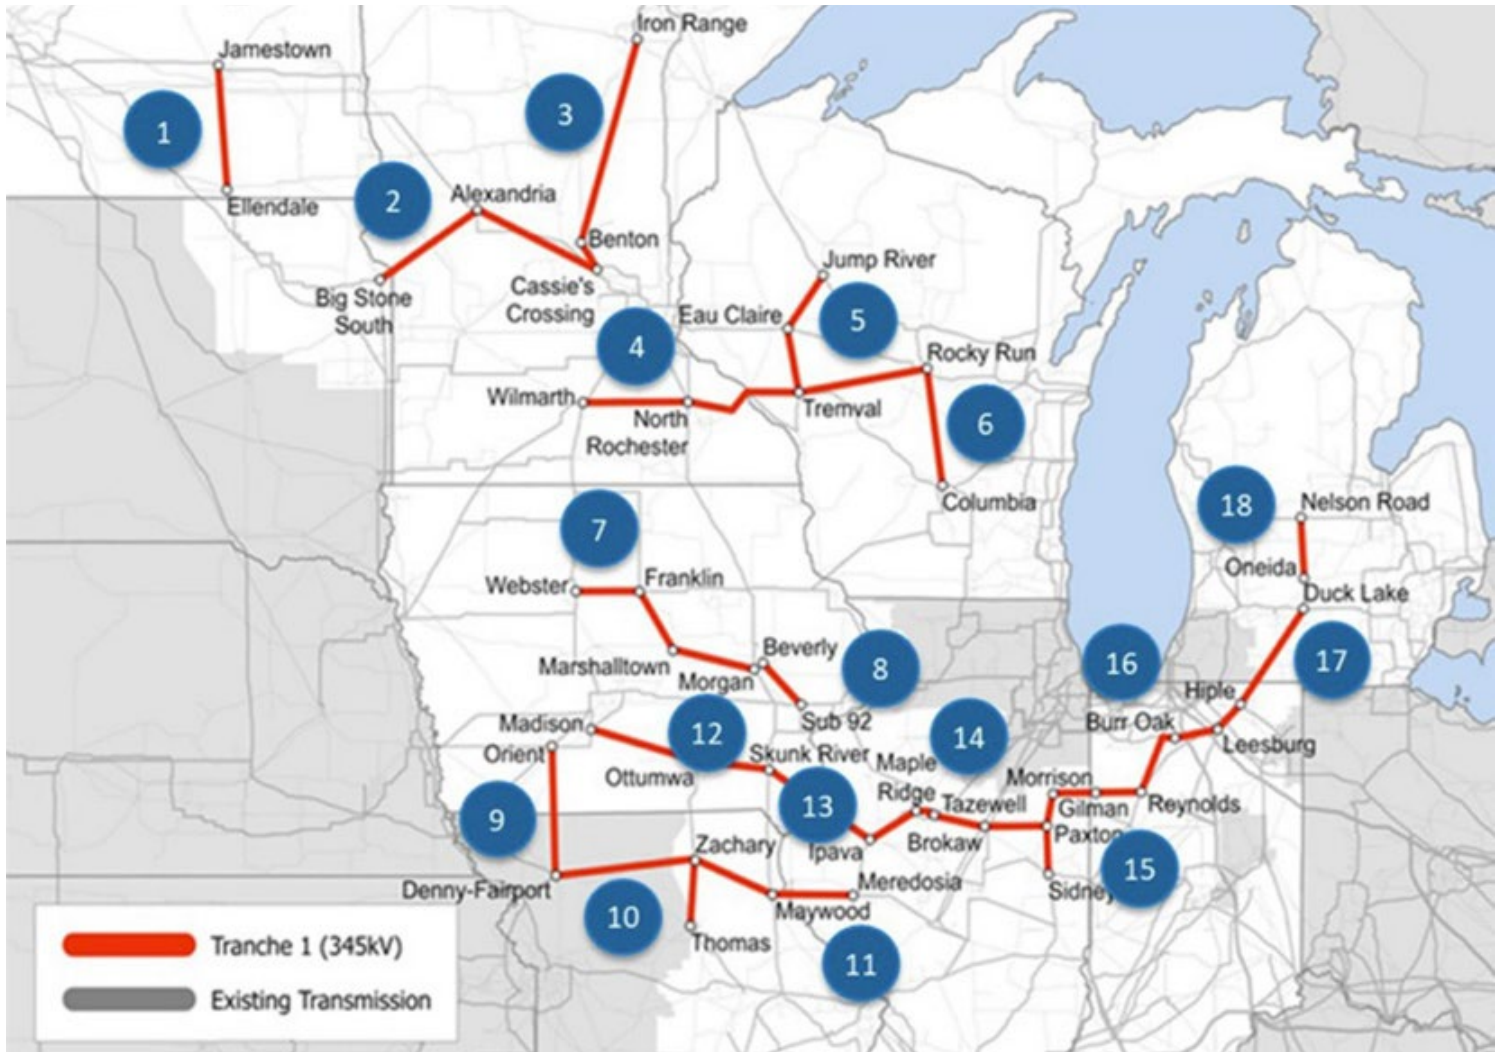 Iron Range
Jamestown
3
1
Alexandria
2
Ellendale
Benton
Jump River
Cassie's
Crossing
Big Stone
South
Eau Claire
5
4
Rocky Run
Wilmarth
North
Rochester
Tremval
6
Columbia
18
Nelson Road
7
Oneida
Webster
Franklin
Duck Lake
Beverly
8
16
17
Marshalltown
Morgan
Hiple
Madison
Sub 92
Burr Oak
12
14
Leesburg
Orient
Skunk River
Maple
Ridge
Ottumwa
Morrison
Gilman
Reynolds
13
Tazewell
9
Paxton
Zachary
Ipava
Brokaw
15
Denny-Fairport
Meredosia
Sidney
10
Maywood
Thomas
11
Tranche 1 (345kV)
Existing Transmission